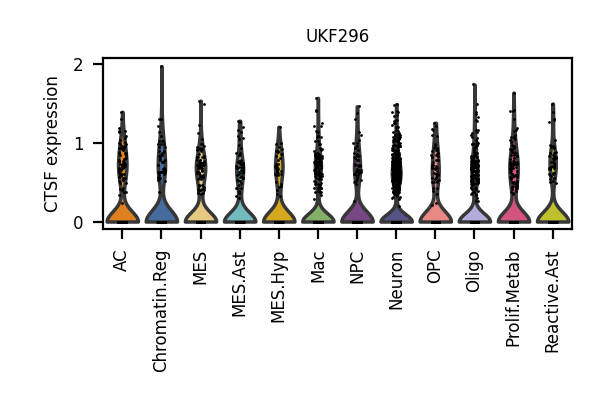 UKF296
CTSF expression
2
1
0
AC
Chromatin.Reg
MES
MES.Ast
MES.Hyp
Mac
NPC
Neuron
OPC
Oligo
Prolif.Metab
Reactive.Ast